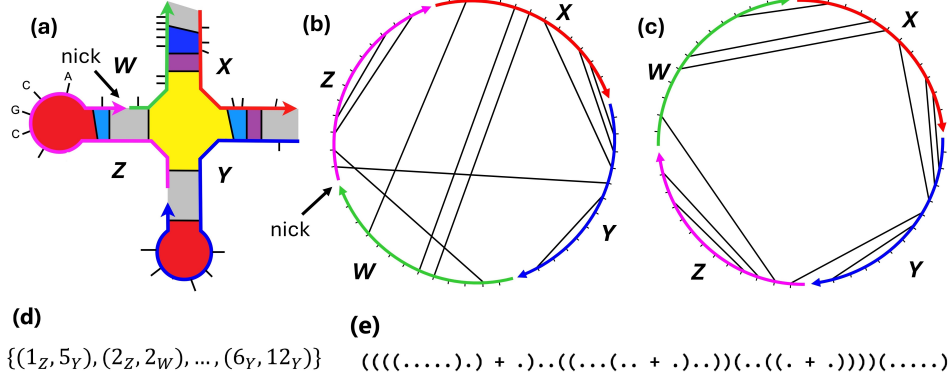 (a)
nick
W
X
A
C
G
C
Z
Y
(b)
X
Z
Y
W
nick
(c)
X
W
Z
Y
(d)
{(1_Z, 5_Y), (2_Z, 2_W), ..., (6_Y, 12_Y)}
(e)
((((.....).) + .)..((...(.. + .)..))(..((. + .))))(.....)